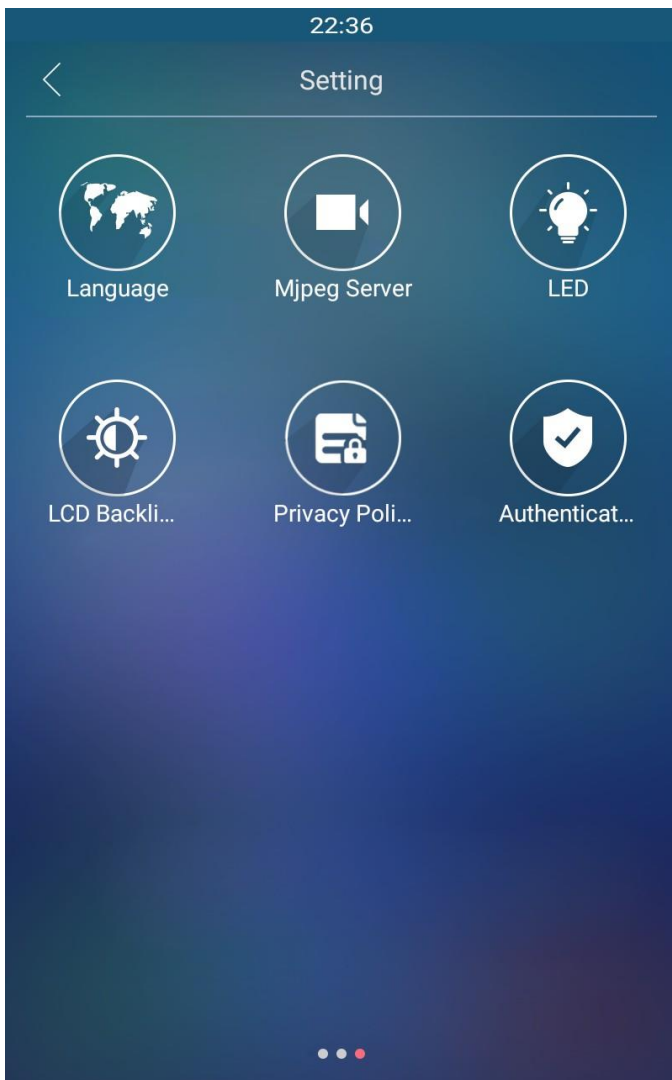 22:36
Setting
Language
Mjpeg Server
LED
LCD Backli...
Privacy Poli...
Authenticat...